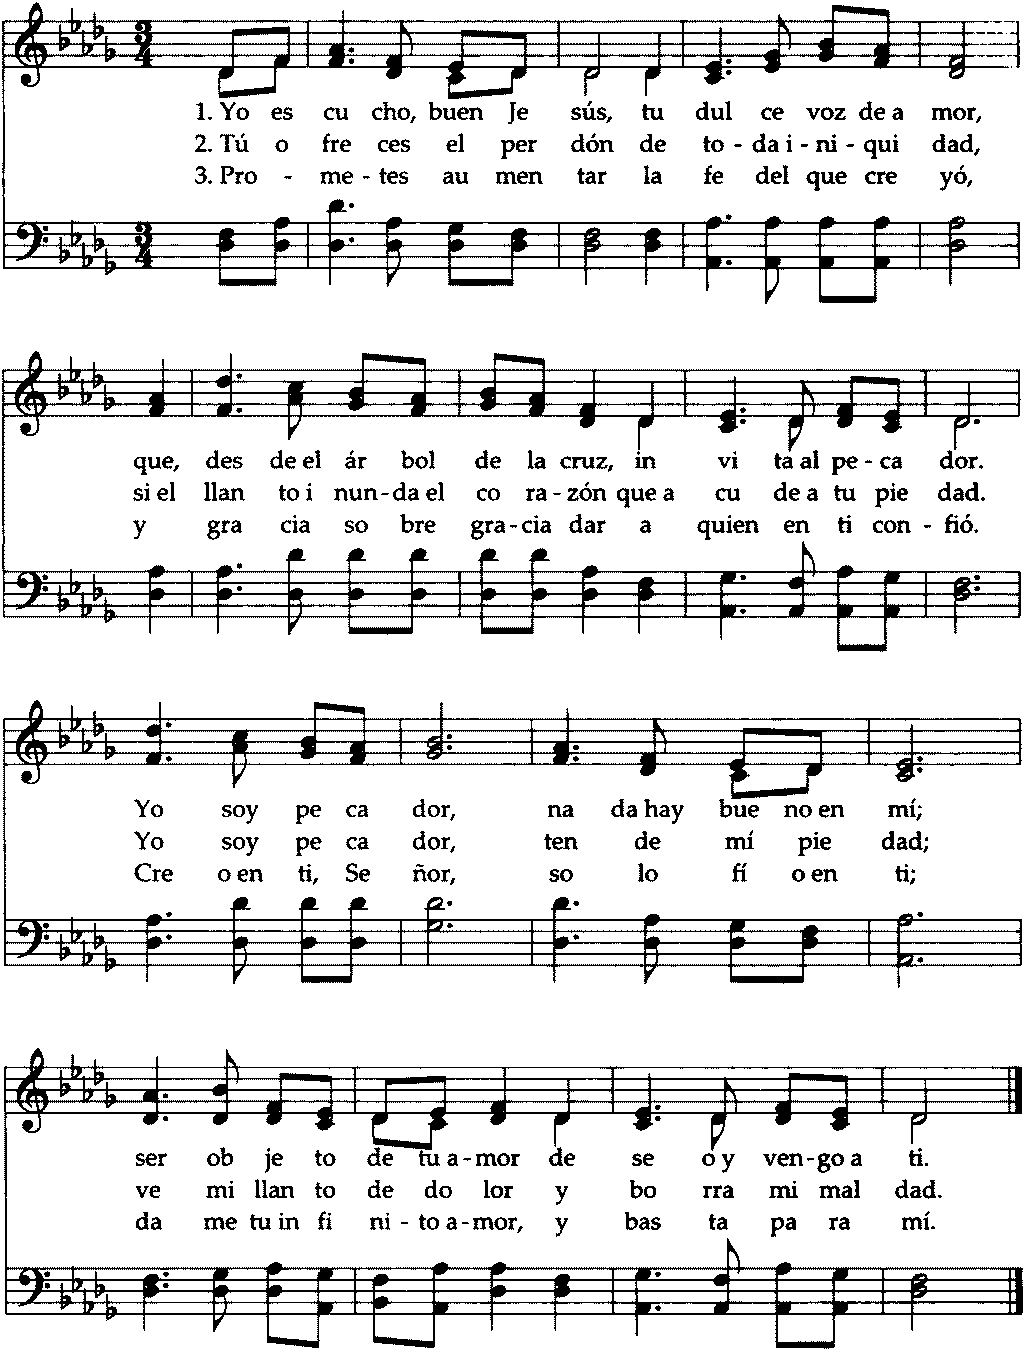 1. Yo es cu cho, buen Je sús, tu dul ce voz de a mor,
2. Tú o fre ces el per dón de to - da i - ni - qui dad,
3. Pro - me - tes au men tar la fe del que cre yó,
que, des de el ár bol de la cruz, in vi ta al pe - ca dor.
si el llan to i nun - da el co ra - zón que a cu de a tu pie dad.
y gra cia so bre gra - cia dar a quien en ti con - fió.
Yo soy pe ca dor, na da hay bue no en mí;
Yo soy pe ca dor, ten de mí pie dad;
Cre o en ti, Se ñor, so lo fí o en ti;
ser ob je to de tu a - mor de se o y ven - go a ti.
ve mi llan to de do lor y bo rra mi mal dad.
da me tu in fi ni - to a - mor, y bas ta pa ra mí.